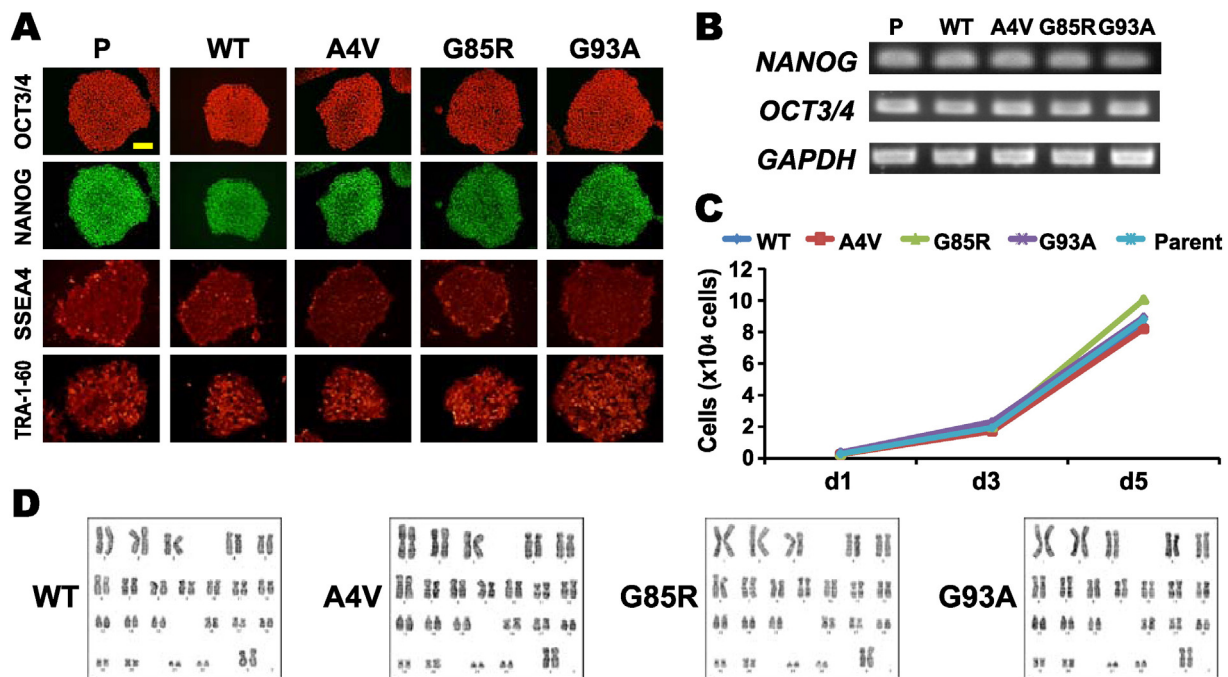 A
P WT A4V G85R G93A
OCT3/4
NANOG
SSEA4
TRA-1-60
B
P WT A4V G85R G93A
NANOG
OCT3/4
GAPDH
C
WT A4V G85R G93A Parent
Cells (x10⁴ cells)
12
10
8
6
4
2
0
d1 d3 d5
D
WT
A4V
G85R
G93A